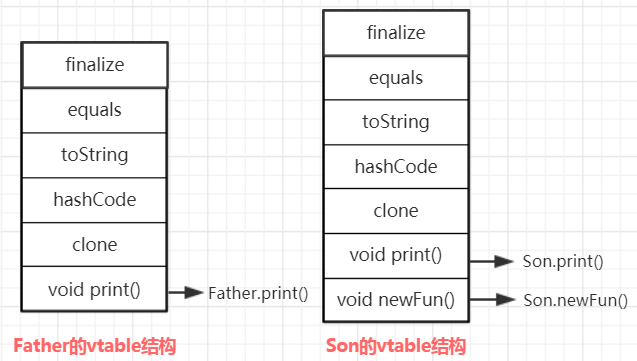 finalize
equals
toString
hashCode
clone
void print()
Father.print()
Father的vtable结构
finalize
equals
toString
hashCode
clone
void print()
Son.print()
void newFun()
Son.newFun()
Son的vtable结构